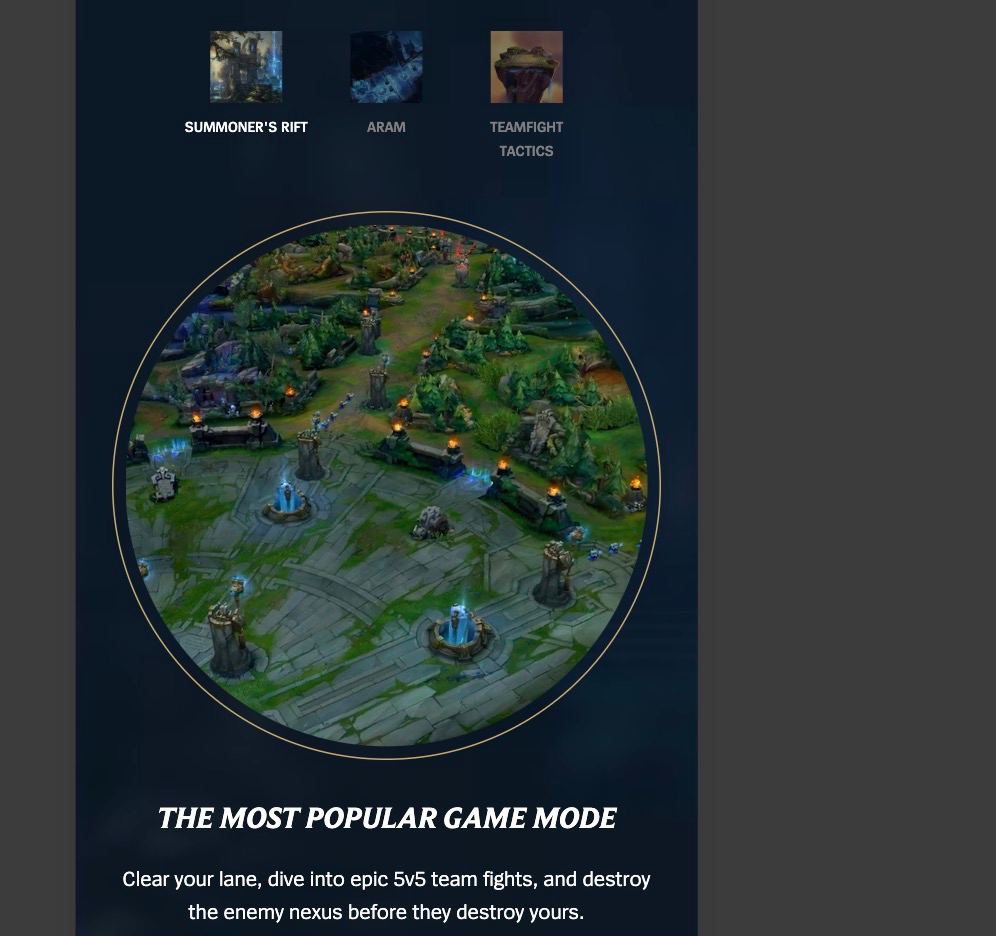 SUMMONER'S RIFT
ARAM
TEAMFIGHT
TACTICS
THE MOST POPULAR GAME MODE
Clear your lane, dive into epic 5v5 team fights, and destroy
the enemy nexus before they destroy yours.